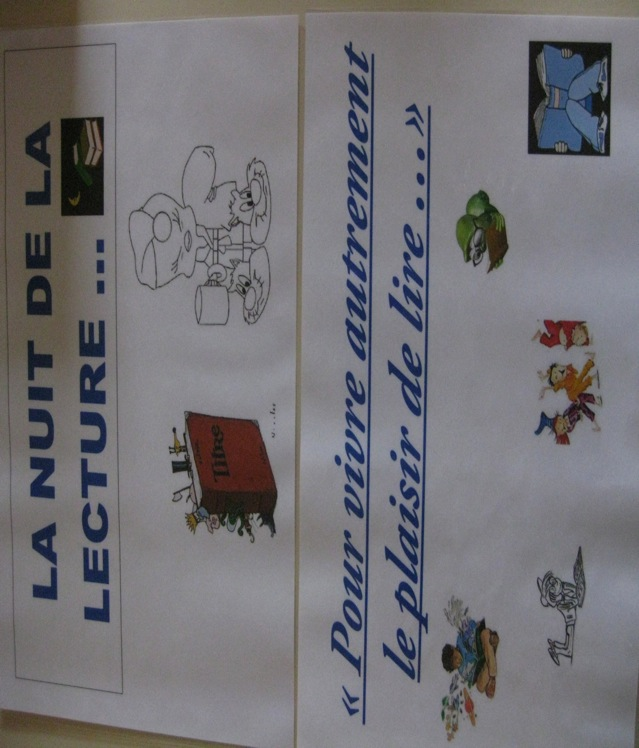 LA NUIT DE LA
LECTURE ...
Titre
« Pour vivre autrement
le plaisir de lire ...»